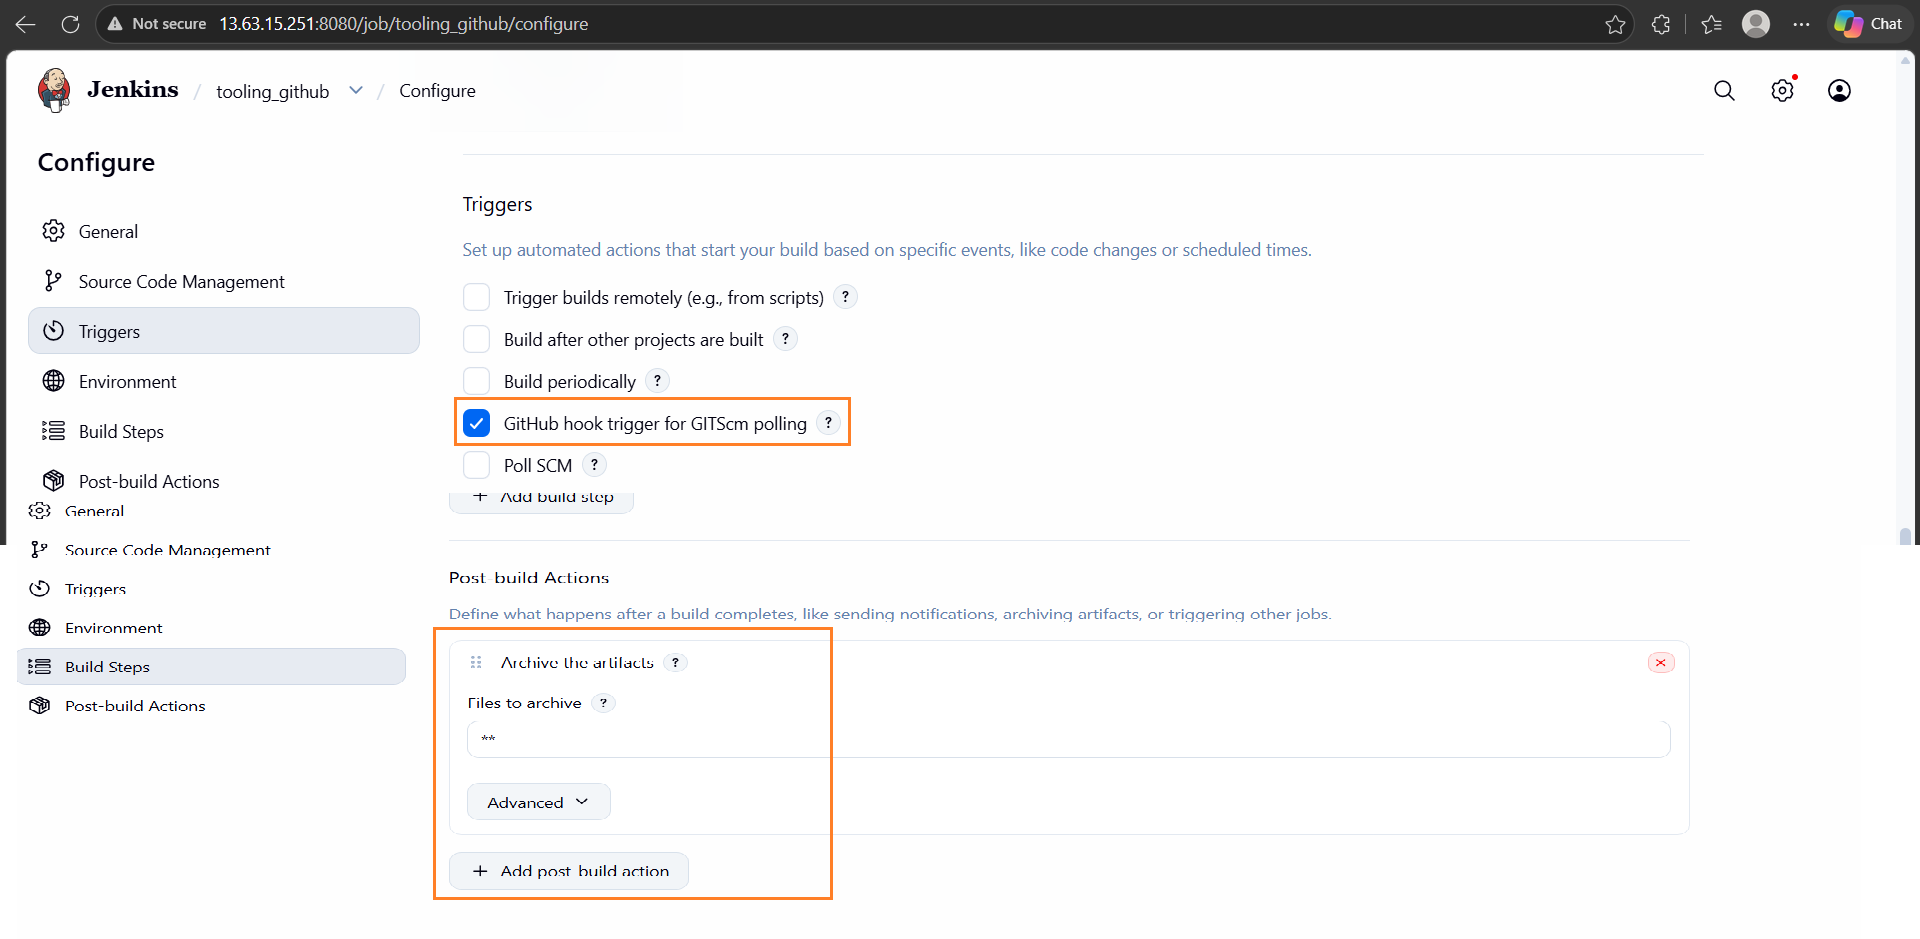 Not secure 13.63.15.251:8080/job/tooling_github/configure
Chat
Jenkins / tooling_github / Configure
Configure
General
Source Code Management
Triggers
Environment
Build Steps
Post-build Actions
Triggers
Set up automated actions that start your build based on specific events, like code changes or scheduled times.
Trigger builds remotely (e.g., from scripts) ?
Build after other projects are built ?
Build periodically ?
GitHub hook trigger for GITScm polling ?
Poll SCM ?
+ Add build step
General
Source Code Management
Triggers
Environment
Build Steps
Post-build Actions
Post-build Actions
Define what happens after a build completes, like sending notifications, archiving artifacts, or triggering other jobs.
Archive the artifacts ?
Files to archive ?
**
Advanced
+ Add post-build action